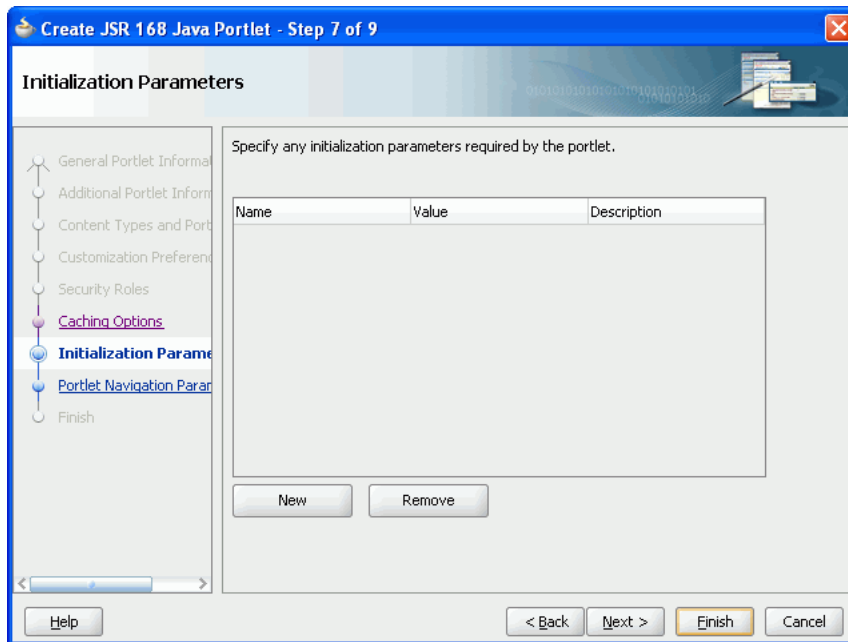 Create JSR 168 Java Portlet - Step 7 of 9
Initialization Parameters
General Portlet Informat
Additional Portlet Inform
Content Types and Port
Customization Preferenc
Security Roles
Caching Options
Initialization Parame
Portlet Navigation Parar
Finish
Specify any initialization parameters required by the portlet.
Name Value Description
New Remove
Help < Back Next > Finish Cancel